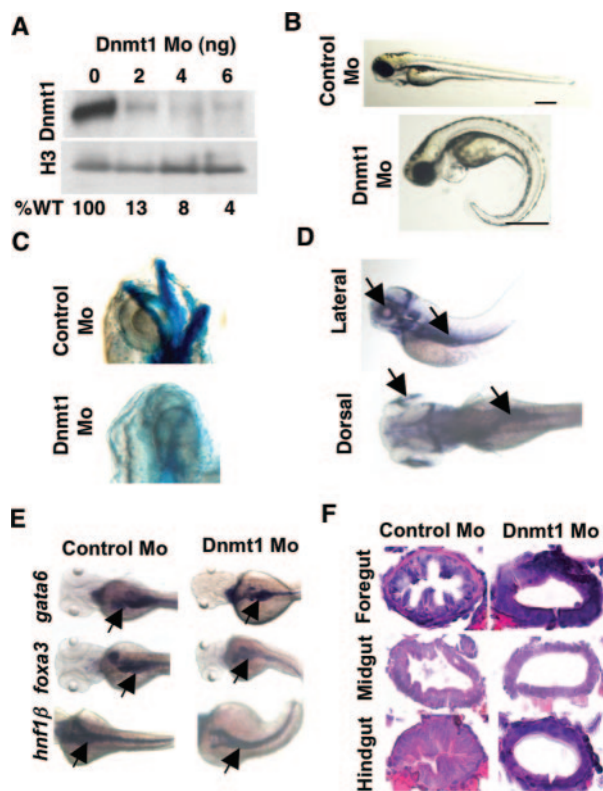 A
Dnmt1 Mo (ng)
0 2 4 6
Dnmt1
H3
%WT 100 13 8 4
B
Control
Mo
Dnmt1
Mo
C
Control
Mo
Dnmt1
Mo
D
Lateral
Dorsal
E
Control Mo Dnmt1 Mo
gata6
foxa3
hnf1β
F
Control Mo Dnmt1 Mo
Foregut
Midgut
Hindgut